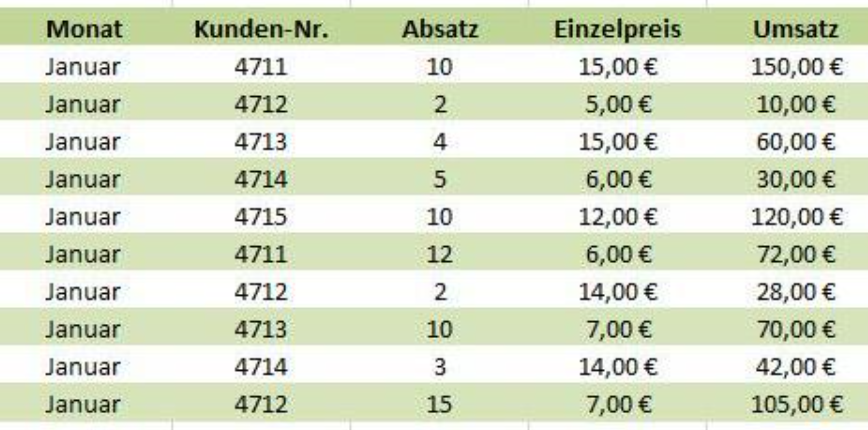 Monat Kunden-Nr. Absatz Einzelpreis Umsatz
Januar 4711 10 15,00 € 150,00 €
Januar 4712 2 5,00 € 10,00 €
Januar 4713 4 15,00 € 60,00 €
Januar 4714 5 6,00 € 30,00 €
Januar 4715 10 12,00 € 120,00 €
Januar 4711 12 6,00 € 72,00 €
Januar 4712 2 14,00 € 28,00 €
Januar 4713 10 7,00 € 70,00 €
Januar 4714 3 14,00 € 42,00 €
Januar 4712 15 7,00 € 105,00 €